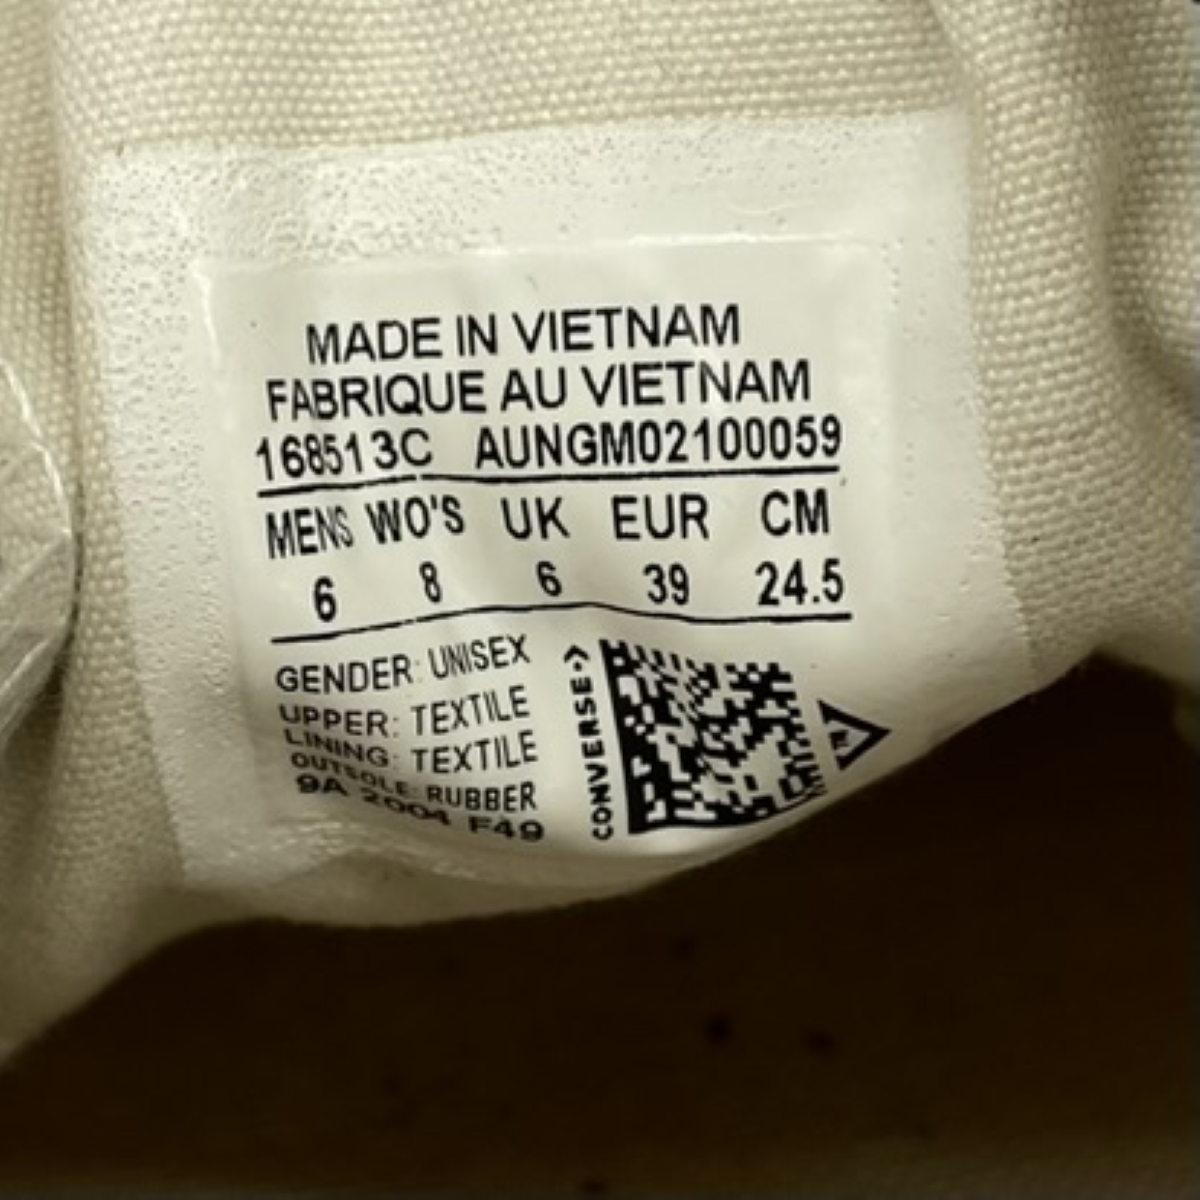 MADE IN VIETNAM
FABRIQUE AU VIETNAM
168513C AUNGM02100059
MENS WO'S UK EUR CM
6 8 6 39 24.5
GENDER: UNISEX
UPPER: TEXTILE
LINING: TEXTILE
OUTSOLE: RUBBER
9A 2004 F49
CONVERSE